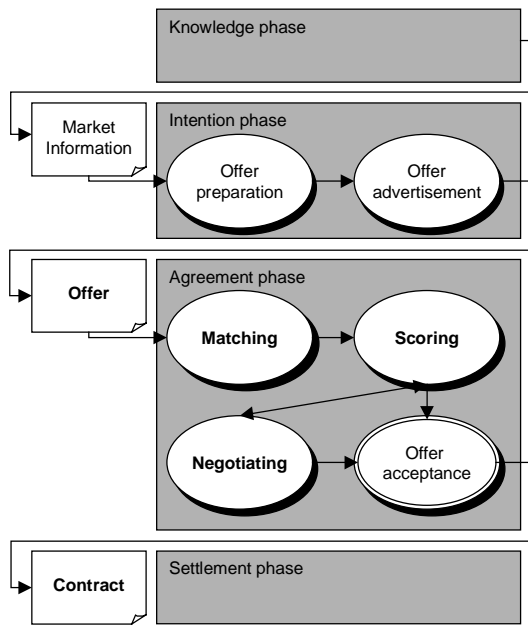 Knowledge phase
Market
Information
Intention phase
Offer
preparation
Offer
advertisement
Offer
Agreement phase
Matching
Scoring
Negotiating
Offer
acceptance
Contract
Settlement phase